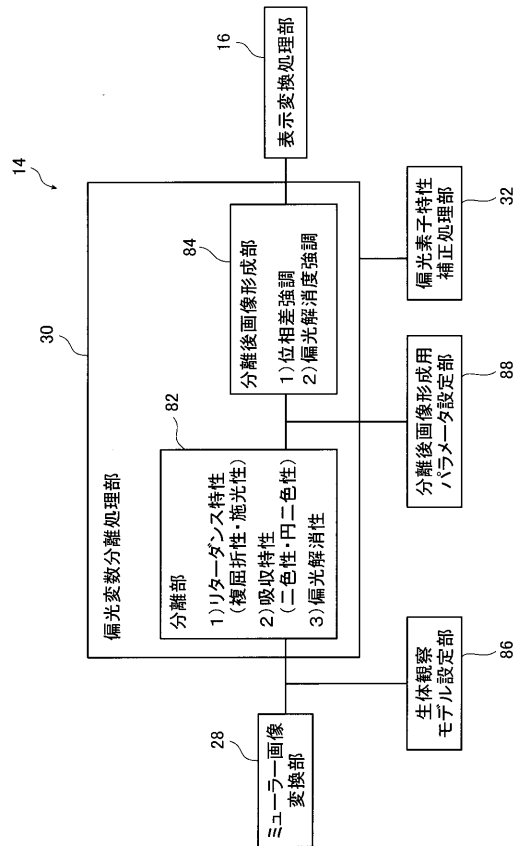 14
30
偏光変数分離処理部
28
ミューラー画像
変換部
82
分離部
1)リターダンス特性
(複屈折性・施光性)
2)吸収特性
(二色性・円二色性)
3)偏光解消性
84
分離後画像形成部
1)位相差強調
2)偏光解消度強調
16
表示変換処理部
生体観察
モデル設定部
86
分離後画像形成用
パラメータ設定部
88
偏光素子特性
補正処理部
32